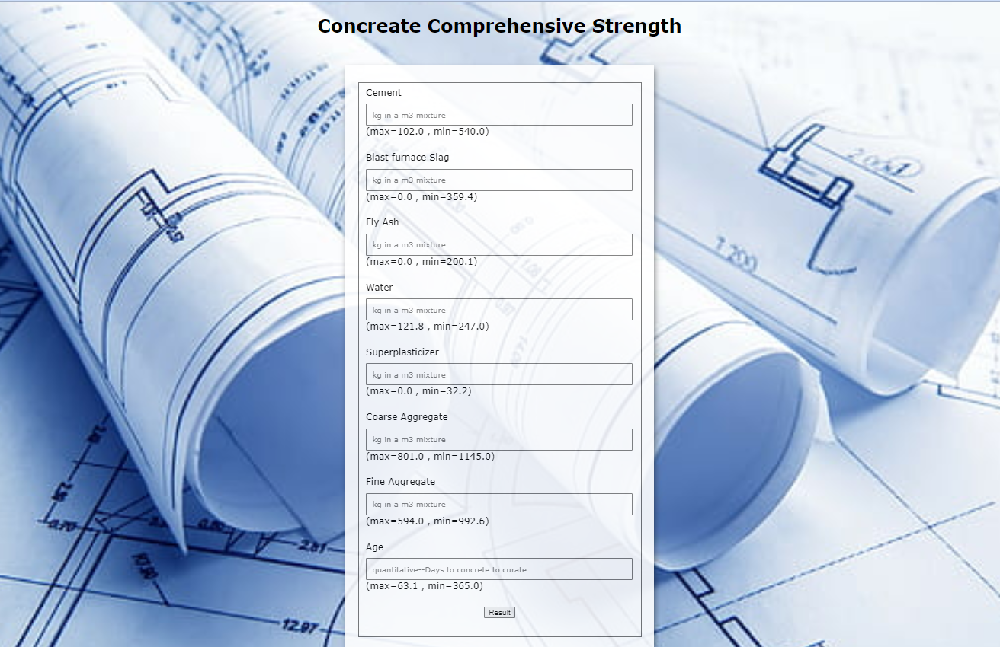 Concreate Comprehensive Strength
Cement
kg in a m3 mixture
(max=102.0 , min=540.0)
Blast furnace Slag
kg in a m3 mixture
(max=0.0 , min=359.4)
Fly Ash
kg in a m3 mixture
(max=0.0 , min=200.1)
Water
kg in a m3 mixture
(max=121.8 , min=247.0)
Superplasticizer
kg in a m3 mixture
(max=0.0 , min=32.2)
Coarse Aggregate
kg in a m3 mixture
(max=801.0 , min=1145.0)
Fine Aggregate
kg in a m3 mixture
(max=594.0 , min=992.6)
Age
quantitative--Days to concrete to curate
(max=63.1 , min=365.0)
Result
2.81
12.97